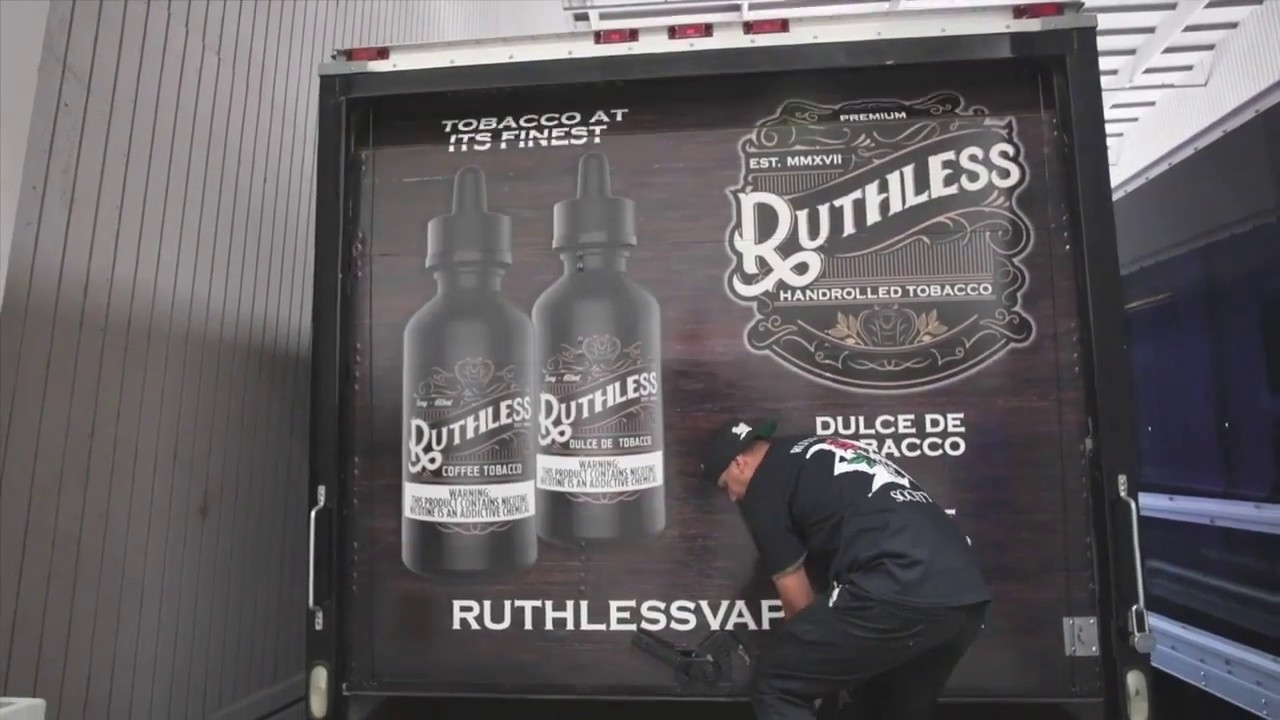 TOBACCO AT
ITS FINEST
PREMIUM
EST. MMXVII
RUTHLESS
HANDROLLED TOBACCO
RUTHLESS
COFFEE TOBACCO
WARNING:
THIS PRODUCT CONTAINS NICOTINE
NICOTINE IS AN ADDICTIVE CHEMICAL
RUTHLESS
DULCE DE TOBACCO
WARNING:
THIS PRODUCT CONTAINS NICOTINE
NICOTINE IS AN ADDICTIVE CHEMICAL
DULCE DE
BACCO
RUTHLESSVAP